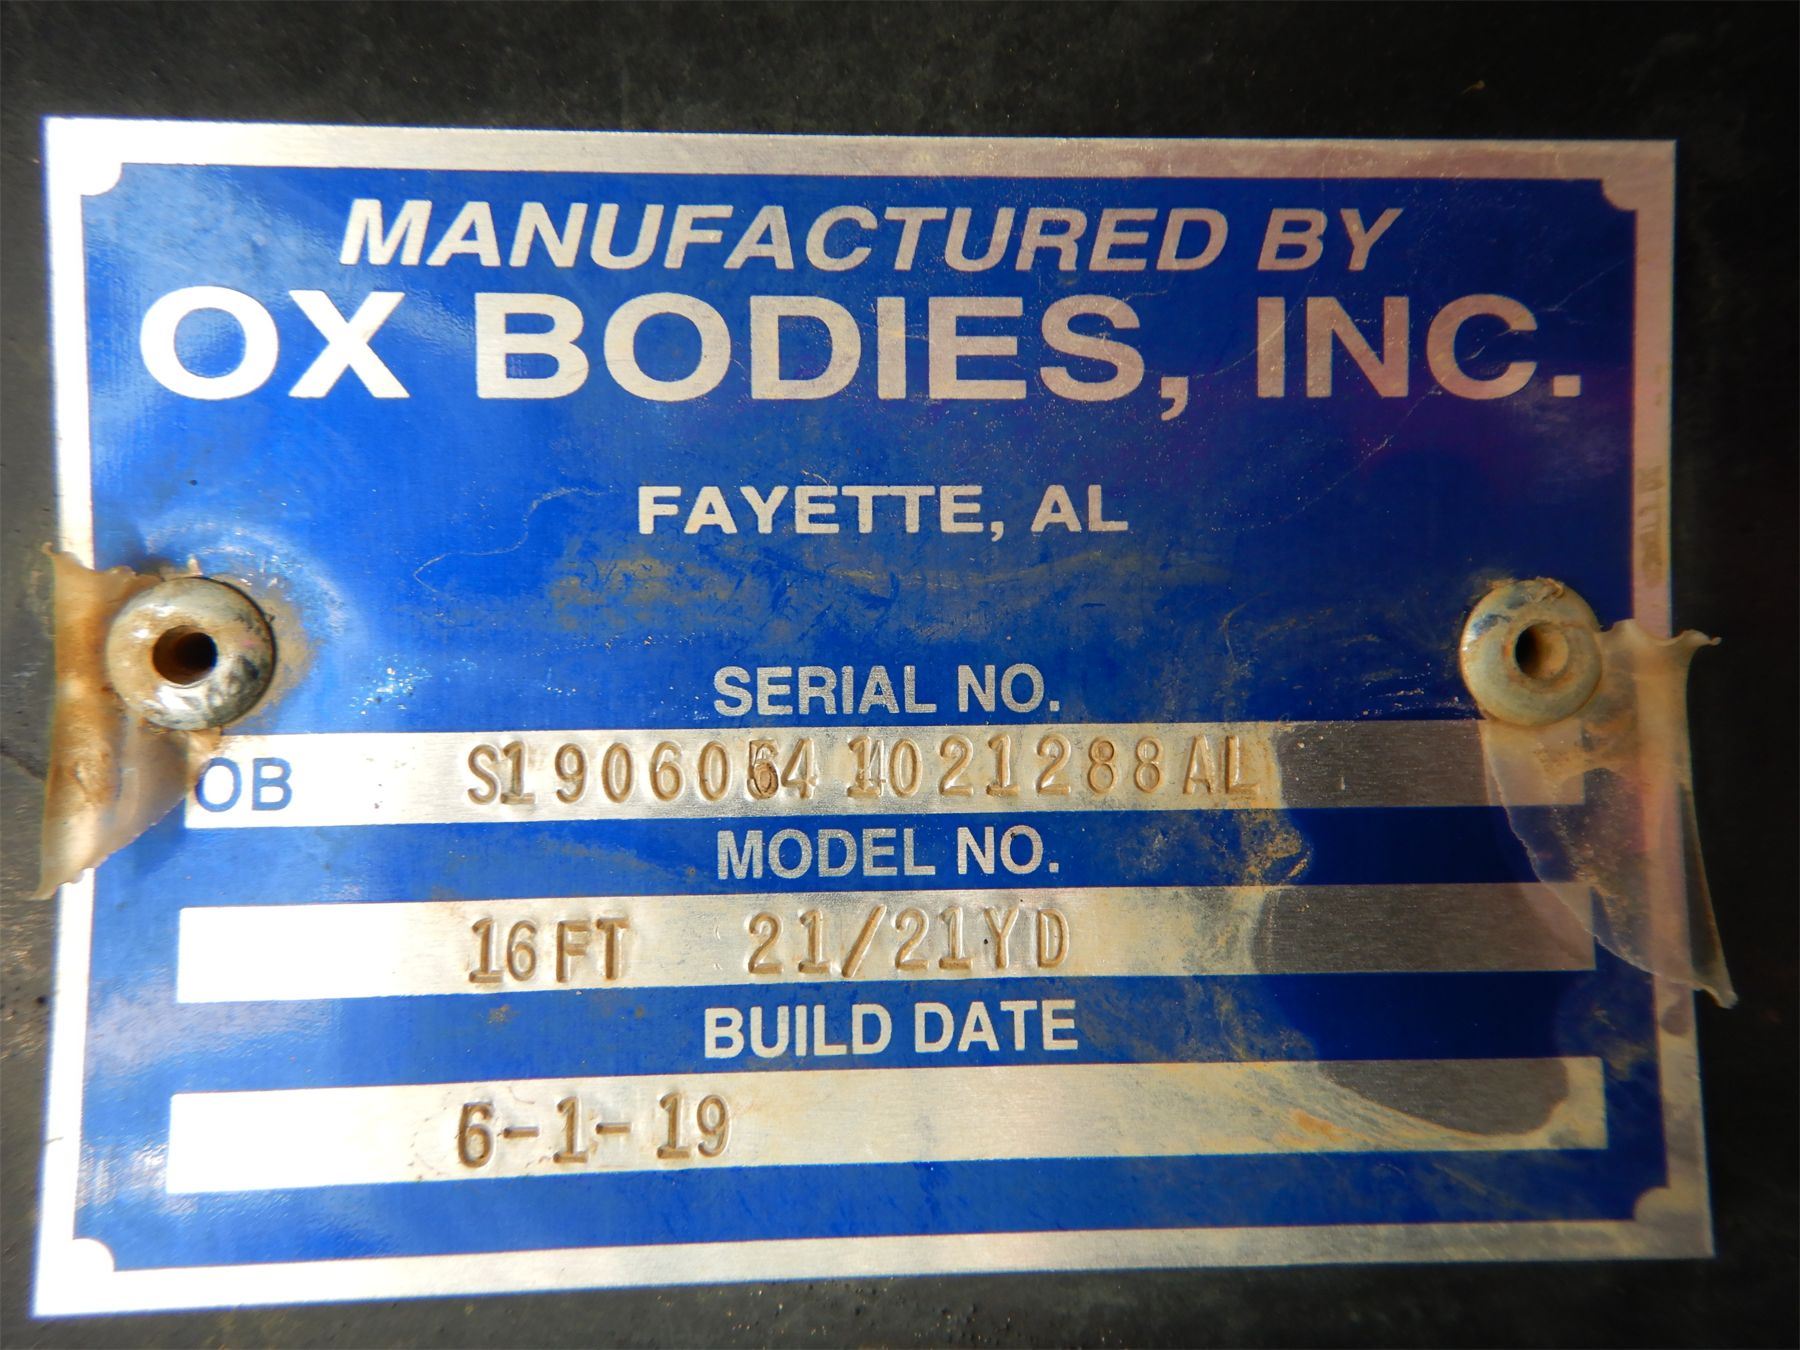 MANUFACTURED BY
OX BODIES, INC.
FAYETTE, AL
SERIAL NO.
OB
MODEL NO.
16FT 21/21YD
BUILD DATE
6-1-19